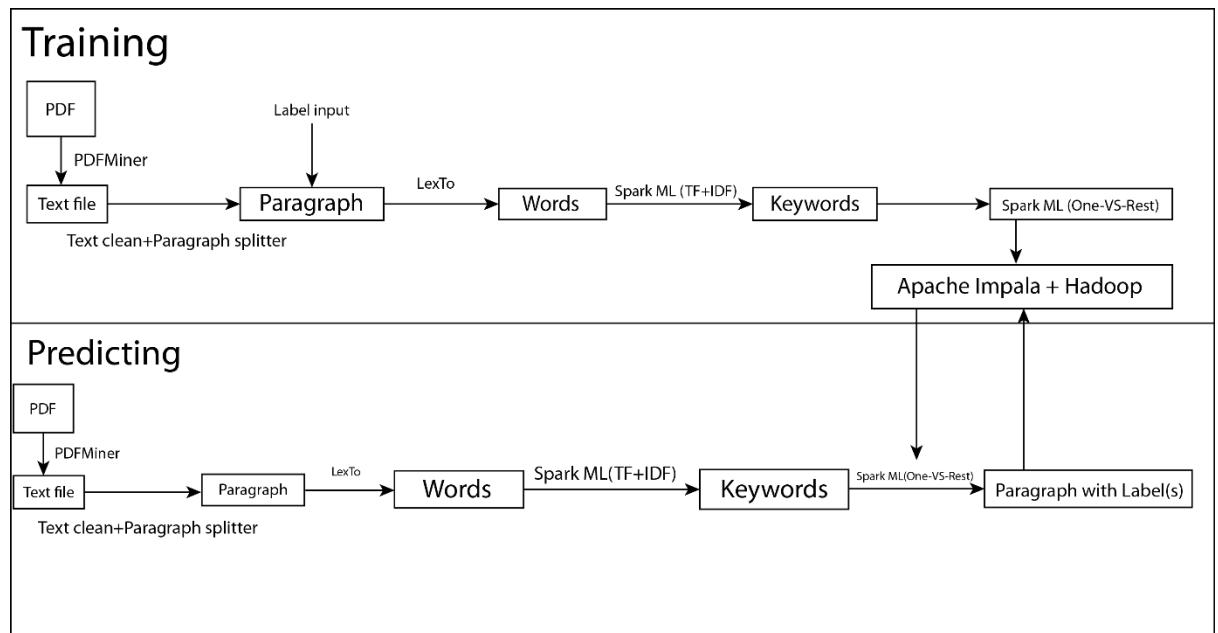 Training
PDF
Label input
PDFMiner
LexTo
Spark ML (TF+IDF)
Text file
Paragraph
Words
Keywords
Spark ML (One-VS-Rest)
Text clean+Paragraph splitter
Apache Impala + Hadoop
Predicting
PDF
PDFMiner
LexTo
Spark ML(TF+IDF)
Spark ML(One-VS-Rest)
Text file
Paragraph
Words
Keywords
Paragraph with Label(s)
Text clean+Paragraph splitter